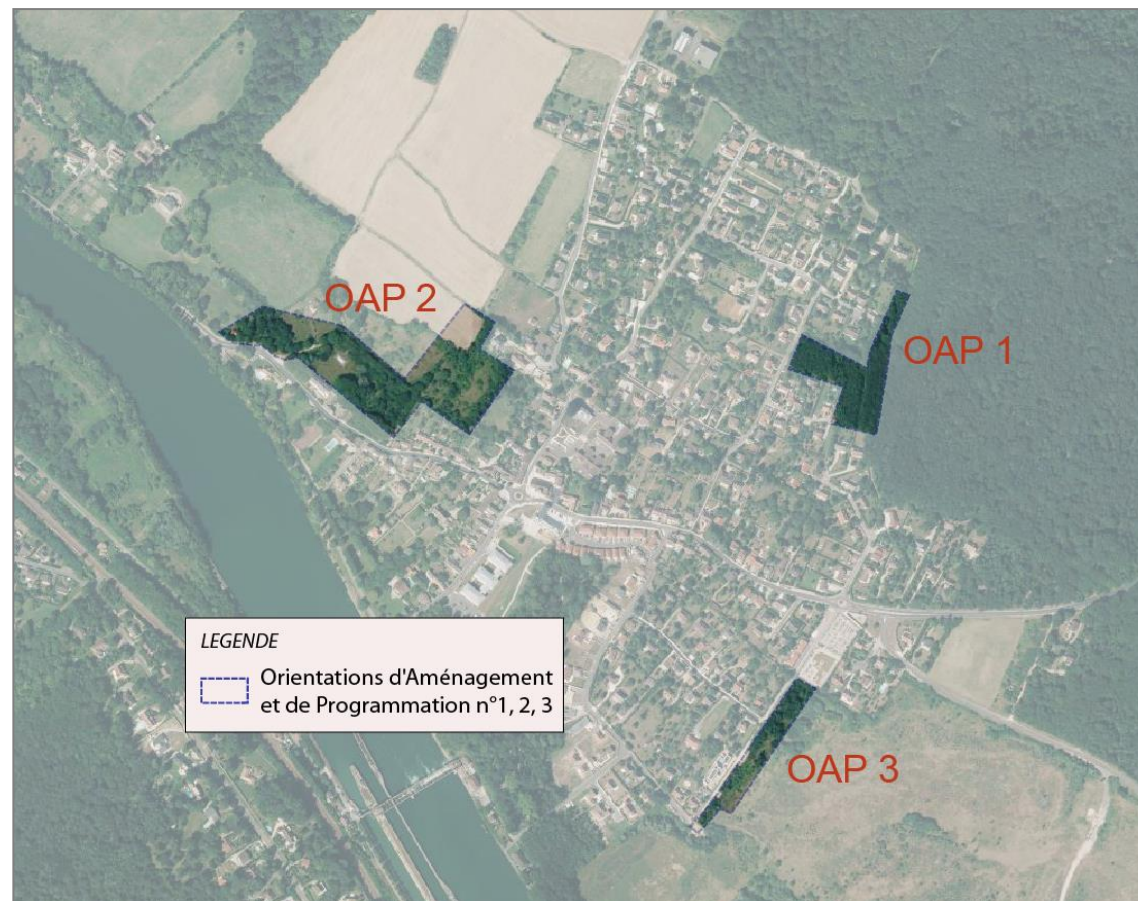 OAP 2
OAP 1
LEGENDE
Orientations d'Aménagement
et de Programmation n°1, 2, 3
OAP 3